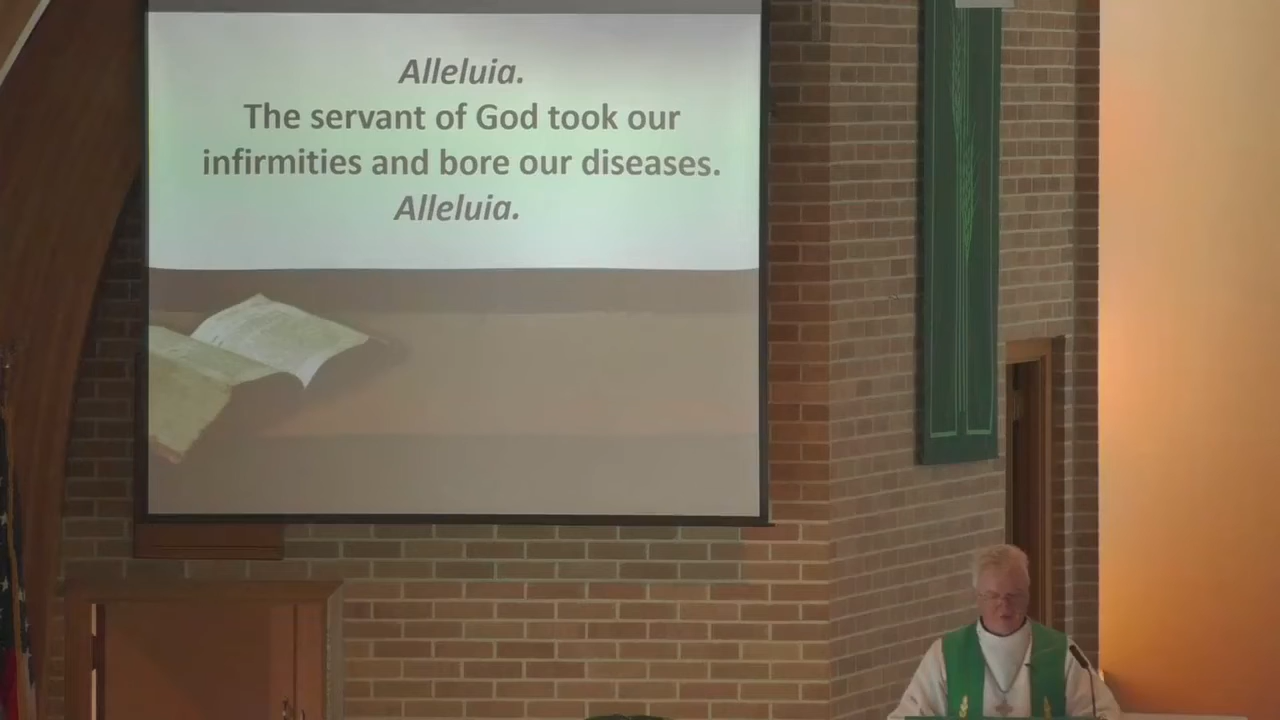 Alleluia.
The servant of God took our
infirmities and bore our diseases.
Alleluia.